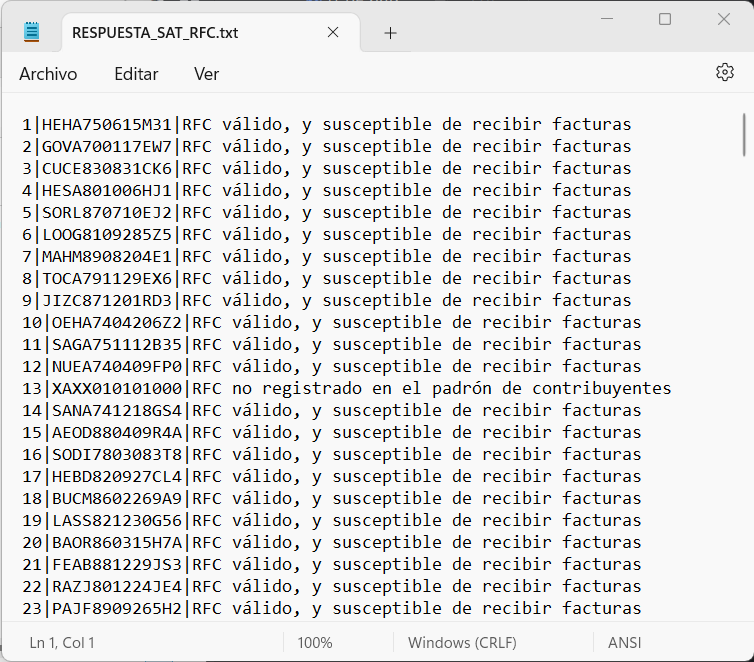 RESPUESTA_SAT_RFC.txt
Archivo Editar Ver
1|HEHA750615M31|RFC válido, y susceptible de recibir facturas
2|GOVA700117EW7|RFC válido, y susceptible de recibir facturas
3|CUCE830831CK6|RFC válido, y susceptible de recibir facturas
4|HESA801006HJ1|RFC válido, y susceptible de recibir facturas
5|SORL870710EJ2|RFC válido, y susceptible de recibir facturas
6|LOOG8109285Z5|RFC válido, y susceptible de recibir facturas
7|MAHM8908204E1|RFC válido, y susceptible de recibir facturas
8|TOCA791129EX6|RFC válido, y susceptible de recibir facturas
9|JIZC871201RD3|RFC válido, y susceptible de recibir facturas
10|OEHA7404206Z2|RFC válido, y susceptible de recibir facturas
11|SAGA751112B35|RFC válido, y susceptible de recibir facturas
12|NUEA740409FP0|RFC válido, y susceptible de recibir facturas
13|XAXX010101000|RFC no registrado en el padrón de contribuyentes
14|SANA741218GS4|RFC válido, y susceptible de recibir facturas
15|AEOD880409R4A|RFC válido, y susceptible de recibir facturas
16|SODI7803083T8|RFC válido, y susceptible de recibir facturas
17|HEBD820927CL4|RFC válido, y susceptible de recibir facturas
18|BUCM8602269A9|RFC válido, y susceptible de recibir facturas
19|LASS821230G56|RFC válido, y susceptible de recibir facturas
20|BAOR860315H7A|RFC válido, y susceptible de recibir facturas
21|FEAB881229JS3|RFC válido, y susceptible de recibir facturas
22|RAZJ801224JE4|RFC válido, y susceptible de recibir facturas
23|PAJF8909265H2|RFC válido, y susceptible de recibir facturas
Ln 1, Col 1 100% Windows (CRLF) ANSI